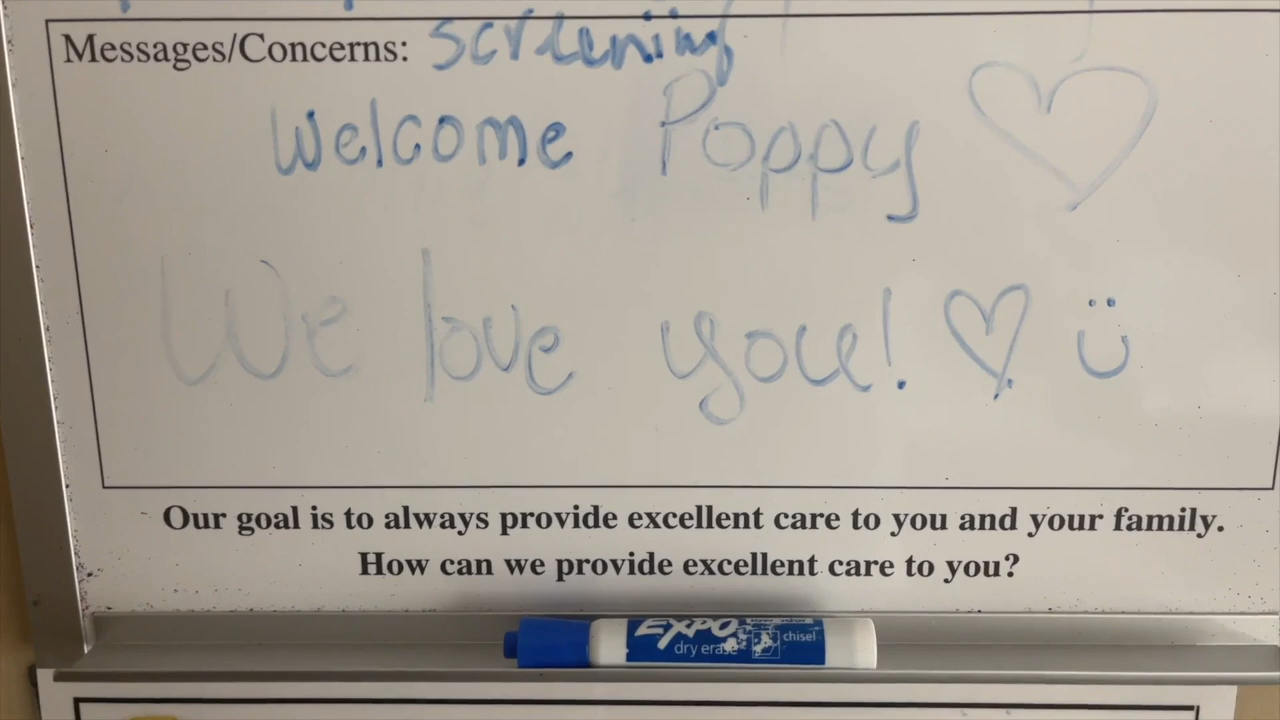 Messages/Concerns: screening
Welcome Poppy
We love you!
Our goal is to always provide excellent care to you and your family.
How can we provide excellent care to you?
EXPO
dry erase
chisel